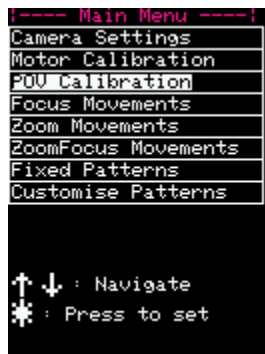 |---- Main Menu ----|
Camera Settings
Motor Calibration
POV Calibration
Focus Movements
Zoom Movements
ZoomFocus Movements
Fixed Patterns
Customise Patterns
↑ ↓ : Navigate
✹ : Press to set